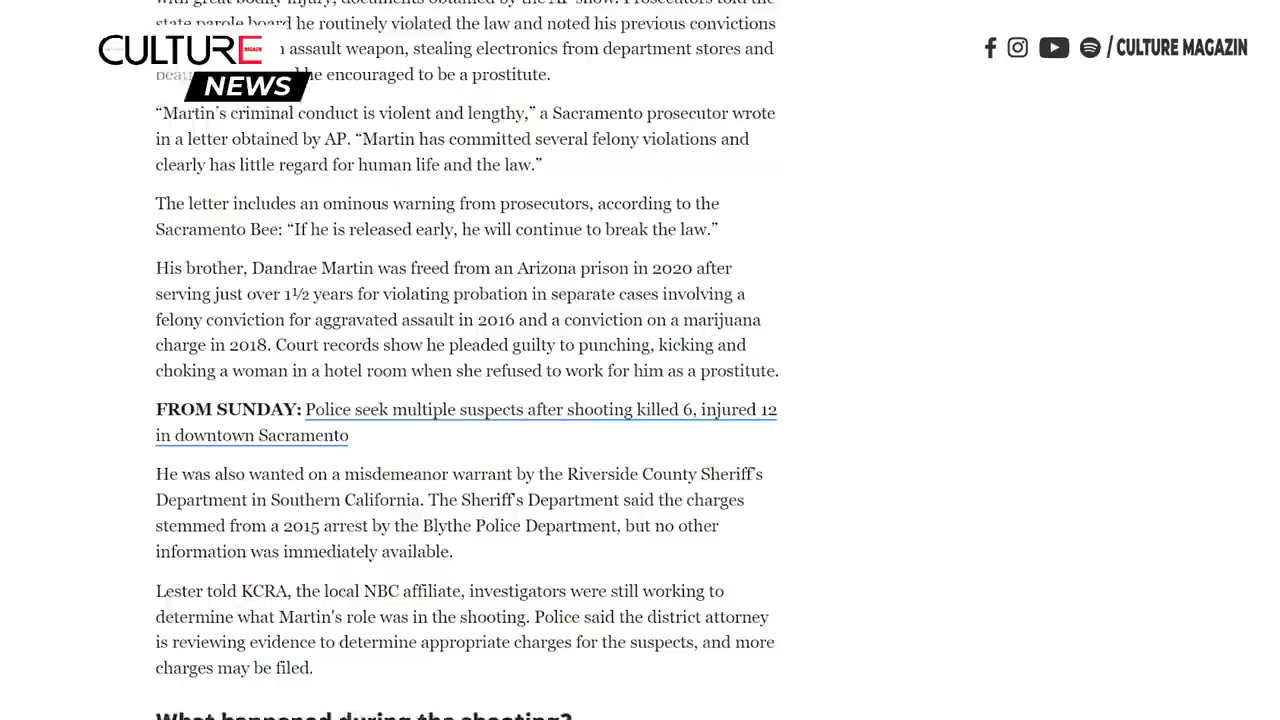 with great bodily injury, documents obtained by the AP show. Prosecutors told the
state parole board he routinely violated the law and noted his previous convictions
assault weapon, stealing electronics from department stores and
he encouraged to be a prostitute.
CULTURE
MAGAZIN
NEWS
/ CULTURE MAGAZIN
“Martin’s criminal conduct is violent and lengthy,” a Sacramento prosecutor wrote
in a letter obtained by AP. “Martin has committed several felony violations and
clearly has little regard for human life and the law.”
The letter includes an ominous warning from prosecutors, according to the
Sacramento Bee: “If he is released early, he will continue to break the law.”
His brother, Dandrae Martin was freed from an Arizona prison in 2020 after
serving just over 1½ years for violating probation in separate cases involving a
felony conviction for aggravated assault in 2016 and a conviction on a marijuana
charge in 2018. Court records show he pleaded guilty to punching, kicking and
choking a woman in a hotel room when she refused to work for him as a prostitute.
FROM SUNDAY: Police seek multiple suspects after shooting killed 6, injured 12
in downtown Sacramento
He was also wanted on a misdemeanor warrant by the Riverside County Sheriff’s
Department in Southern California. The Sheriff’s Department said the charges
stemmed from a 2015 arrest by the Blythe Police Department, but no other
information was immediately available.
Lester told KCRA, the local NBC affiliate, investigators were still working to
determine what Martin's role was in the shooting. Police said the district attorney
is reviewing evidence to determine appropriate charges for the suspects, and more
charges may be filed.
What happened during the shooting?